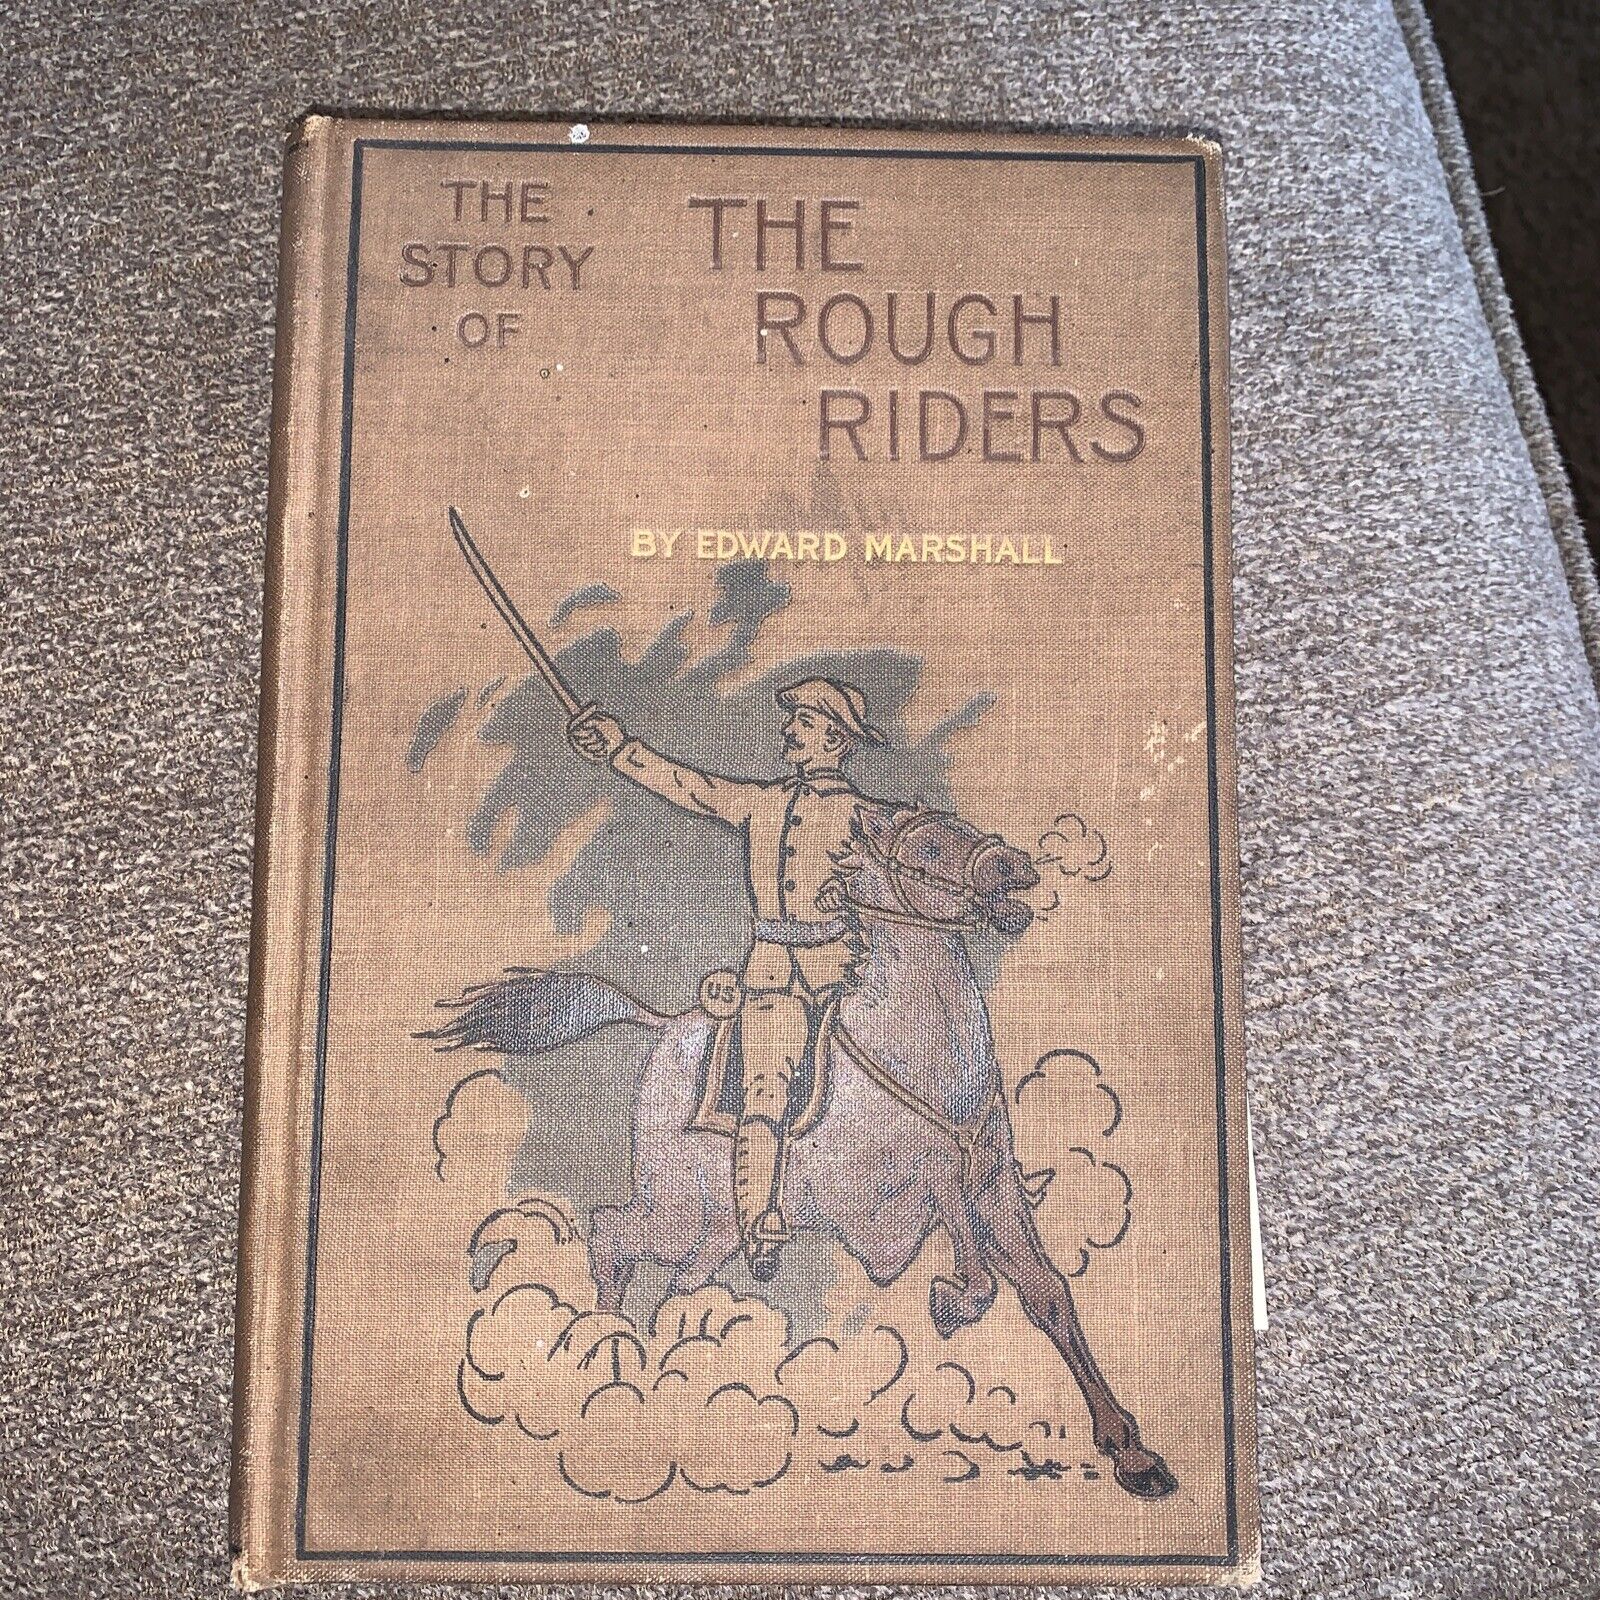 THE
STORY
OF
THE
ROUGH
RIDERS
BY EDWARD MARSHALL
US